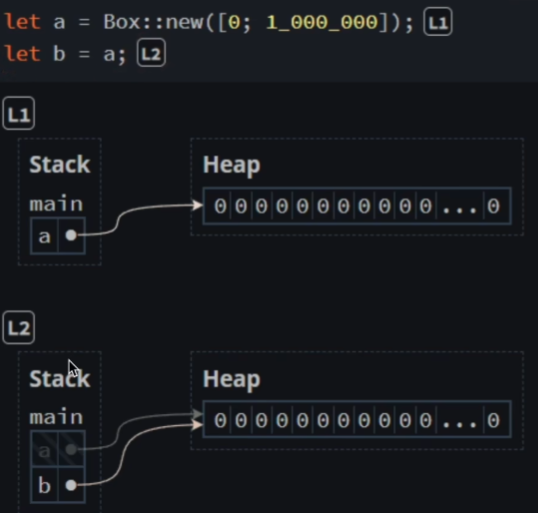 let a = Box::new([0; 1_000_000]); L1
let b = a; L2
L1
Stack
Heap
main
0 0 0 0 0 0 0 0 0 0 0 ... 0
a
L2
Stack
Heap
main
0 0 0 0 0 0 0 0 0 0 0 ... 0
a
b